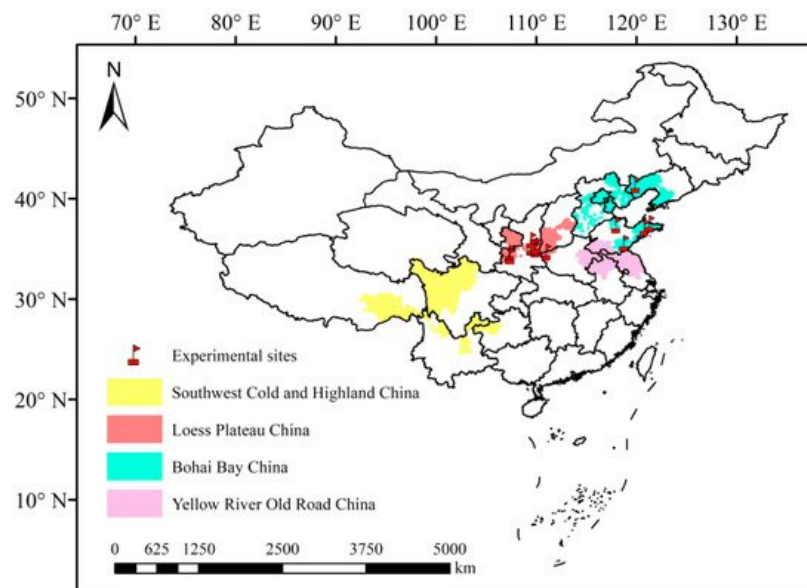 70° E 80° E 90° E 100° E 110° E 120° E 130° E
N
50° N
40° N
30° N
20° N
10° N
Experimental sites
Southwest Cold and Highland China
Loess Plateau China
Bohai Bay China
Yellow River Old Road China
0 625 1250 2500 3750 5000
km